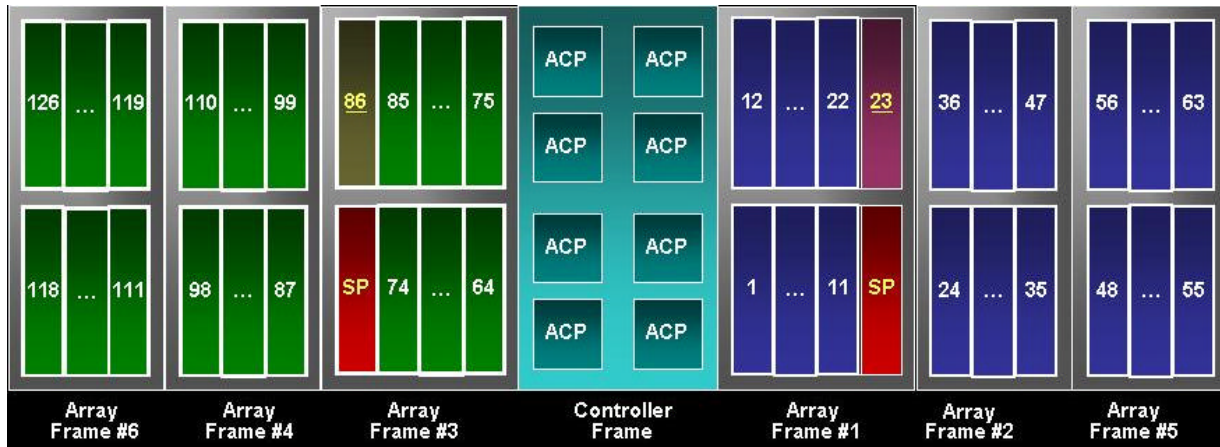 ACP ACP
126 ... 119 110 ... 99 86 85 ... 75 12 ... 22 23 36 ... 47 56 ... 63
ACP ACP
ACP ACP
118 ... 111 98 ... 87 SP 74 ... 64 1 ... 11 SP 24 ... 35 48 ... 55
ACP ACP
Array Array Array Controller Array Array Array
Frame #6 Frame #4 Frame #3 Frame Frame #1 Frame #2 Frame #5